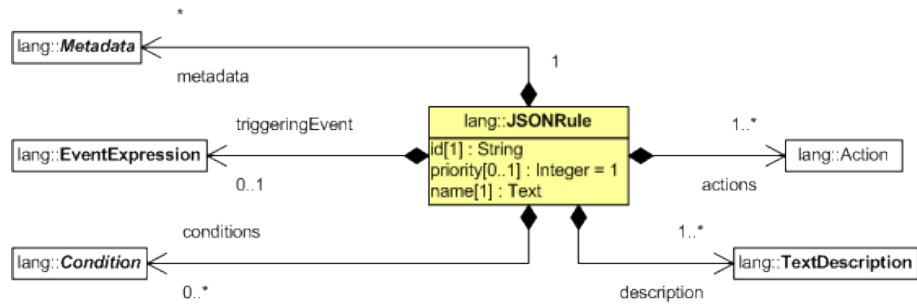 *
lang::Metadata
1
metadata
triggeringEvent
lang::JSONRule
1..*
lang::EventExpression
id[1] : String
priority[0..1] : Integer = 1
name[1] : Text
lang::Action
0..1
actions
conditions
1..*
lang::Condition
lang::TextDescription
0..*
description